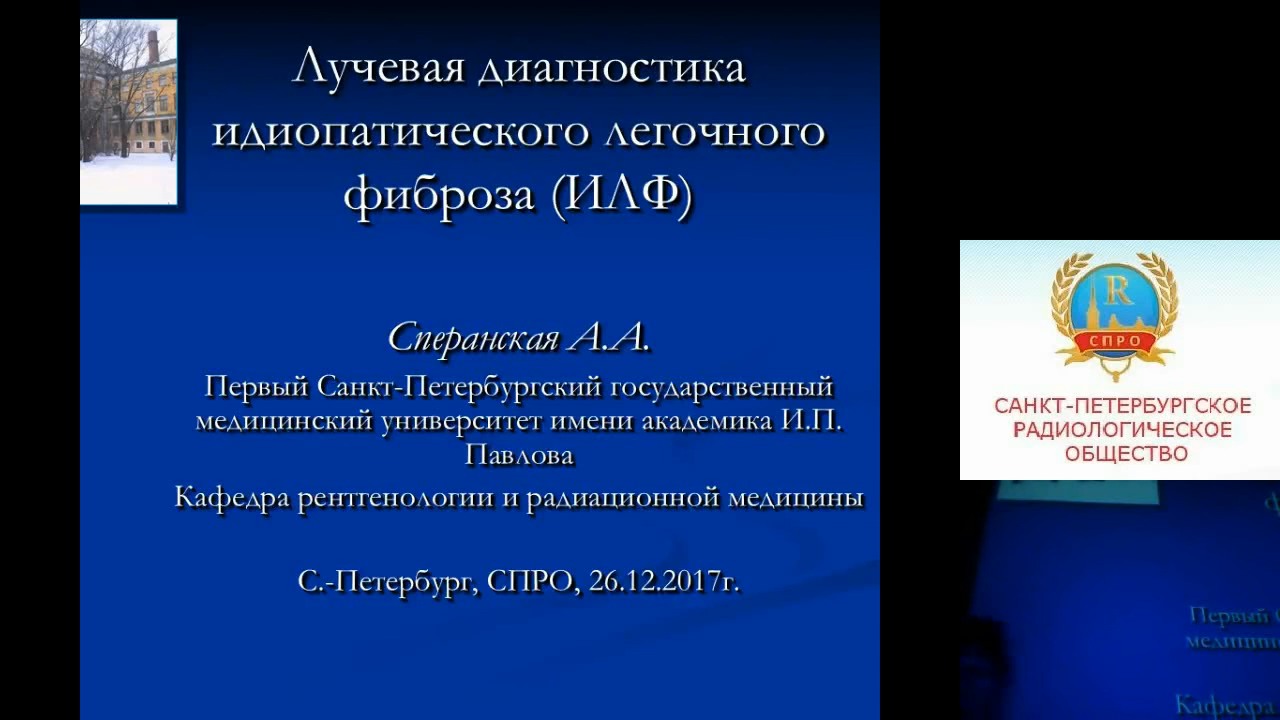 Лучевая диагностика
идиопатического легочного
фиброза (ИЛФ)
Сперанская А.А.
Первый Санкт-Петербургский государственный
медицинский университет имени академика И.П.
Павлова
Кафедра рентгенологии и радиационной медицины
С.-Петербург, СПРО, 26.12.2017г.
R
СПРО
САНКТ-ПЕТЕРБУРГСКОЕ
РАДИОЛОГИЧЕСКОЕ
ОБЩЕСТВО
Первый
Кафедра